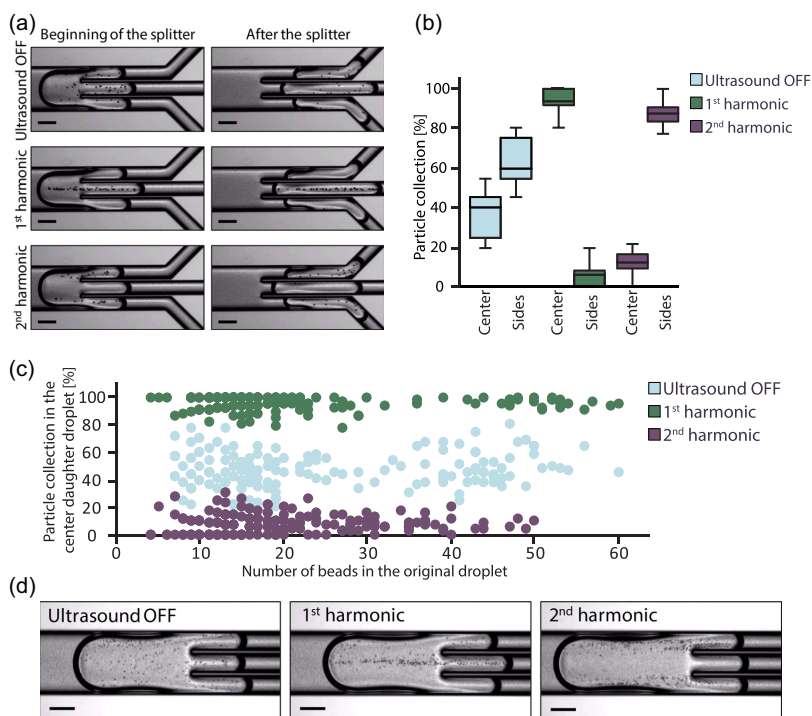 (a)
Beginning of the splitter
After the splitter
Ultrasound OFF
1st harmonic
2nd harmonic
(b)
Particle collection [%]
100
80
60
40
20
0
Center
Sides
Center
Sides
Center
Sides
Ultrasound OFF
1st harmonic
2nd harmonic
(c)
Particle collection in the
center daughter droplet [%]
100
80
60
40
20
0
0 10 20 30 40 50 60
Number of beads in the original droplet
Ultrasound OFF
1st harmonic
2nd harmonic
(d)
Ultrasound OFF
1st harmonic
2nd harmonic